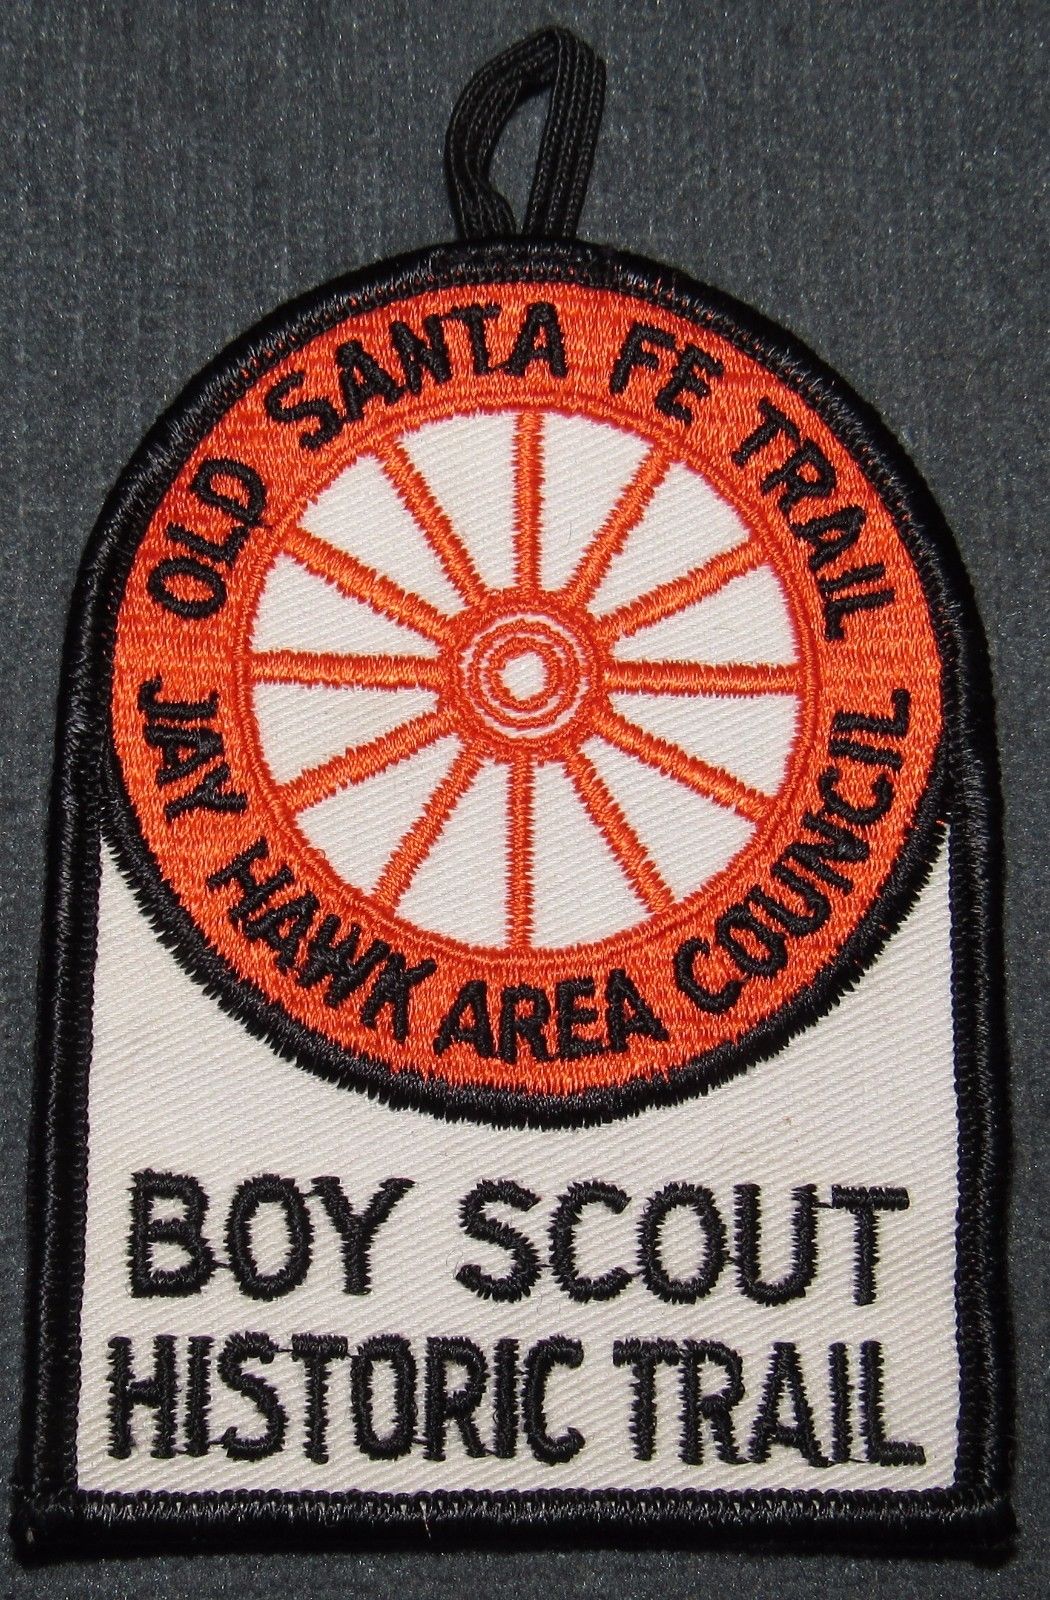 OLD SANTA FE TRAIL
JAY HAWK AREA COUNCIL
BOY SCOUT
HISTORIC TRAIL